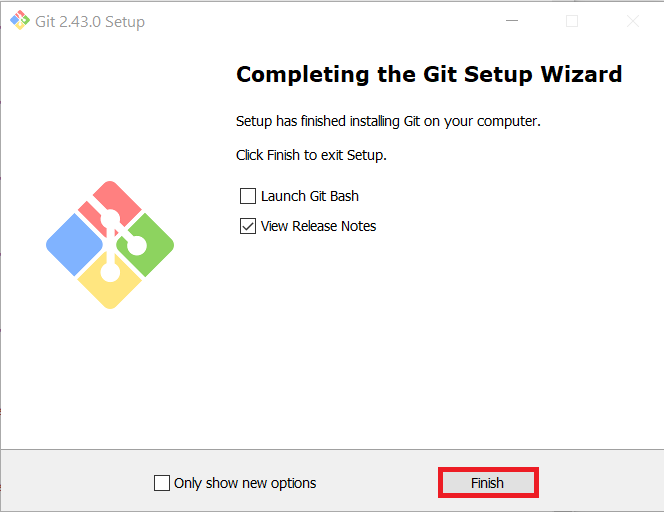 Git 2.43.0 Setup
Completing the Git Setup Wizard
Setup has finished installing Git on your computer.
Click Finish to exit Setup.
Launch Git Bash
View Release Notes
Only show new options
Finish